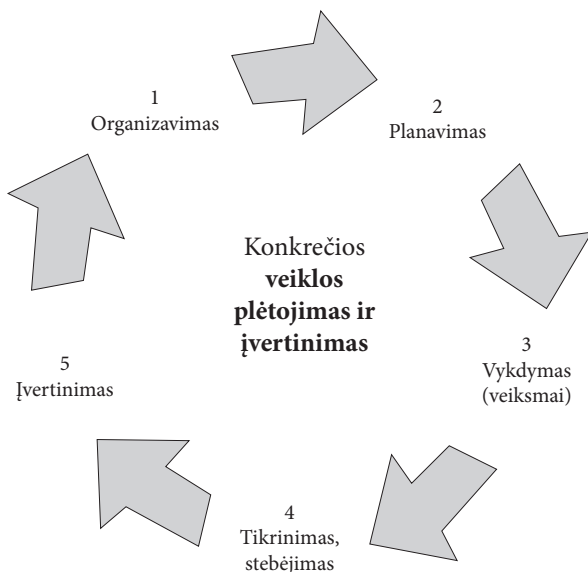 1
Organizavimas
2
Planavimas
Konkrečios
veiklos
plėtojimas ir
įvertinimas
3
Vykdymas
(veiksmai)
4
Tikrinimas,
stebėjimas
5
Įvertinimas